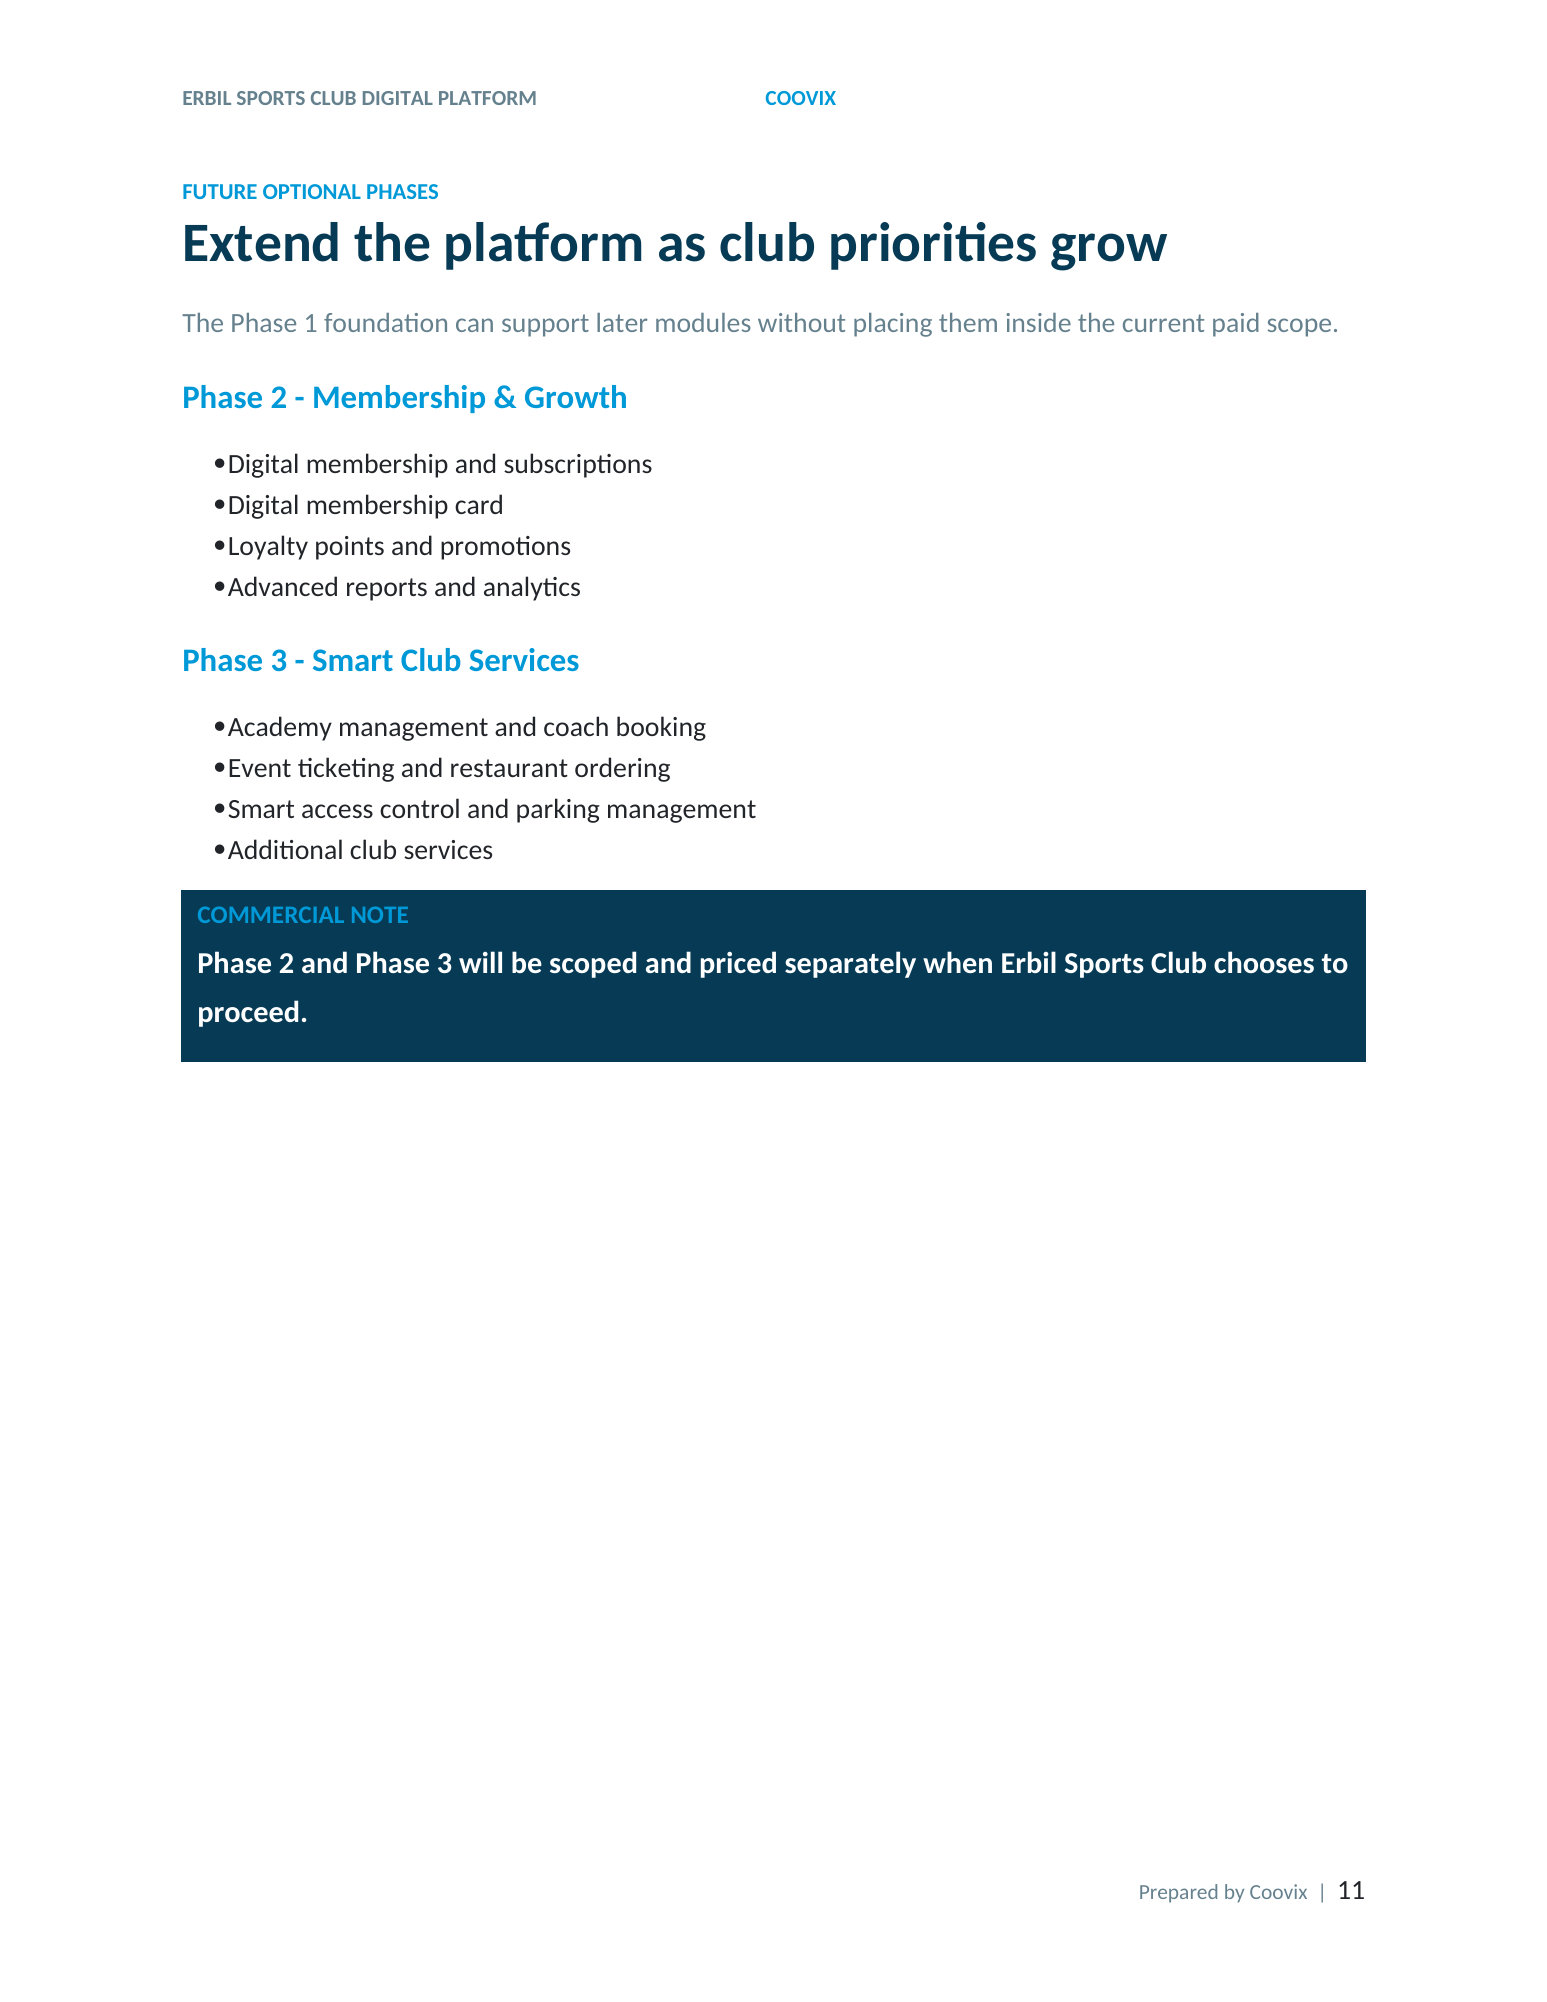 ERBIL SPORTS CLUB DIGITAL PLATFORM COOVIX
FUTURE OPTIONAL PHASES
Extend the platform as club priorities grow
The Phase 1 foundation can support later modules without placing them inside the current paid scope.
Phase 2 - Membership & Growth
•Digital membership and subscriptions
•Digital membership card
•Loyalty points and promotions
•Advanced reports and analytics
Phase 3 - Smart Club Services
•Academy management and coach booking
•Event ticketing and restaurant ordering
•Smart access control and parking management
•Additional club services
COMMERCIAL NOTE
Phase 2 and Phase 3 will be scoped and priced separately when Erbil Sports Club chooses to
proceed.
Prepared by Coovix | 11